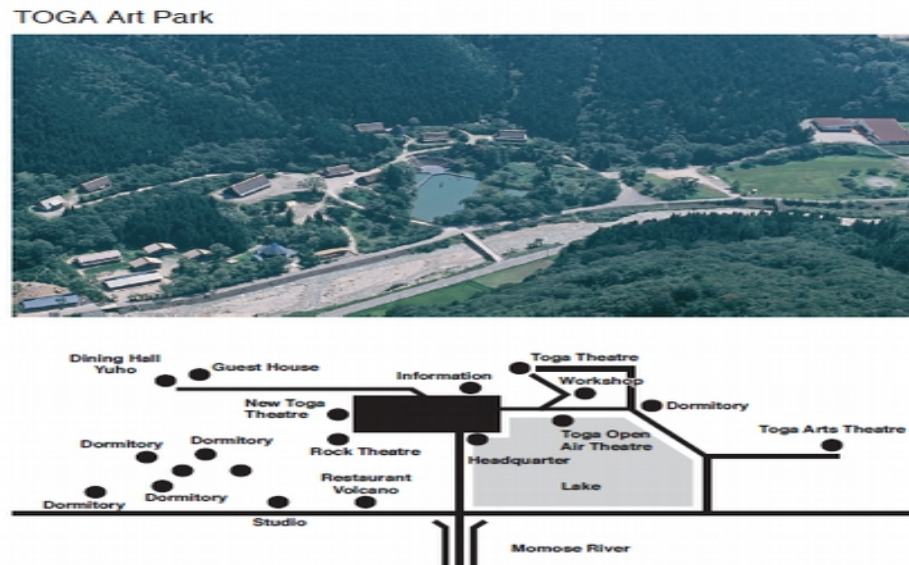 TOGA Art Park
Dining Hall
Yuho
Guest House
Toga Theatre
Information
Workshop
New Toga
Theatre
Dormitory
Rock Theatre
Headquarter
Toga Open
Air Theatre
Toga Arts Theatre
Dormitory
Dormitory
Restaurant
Volcano
Lake
Dormitory
Dormitory
Studio
Momose River